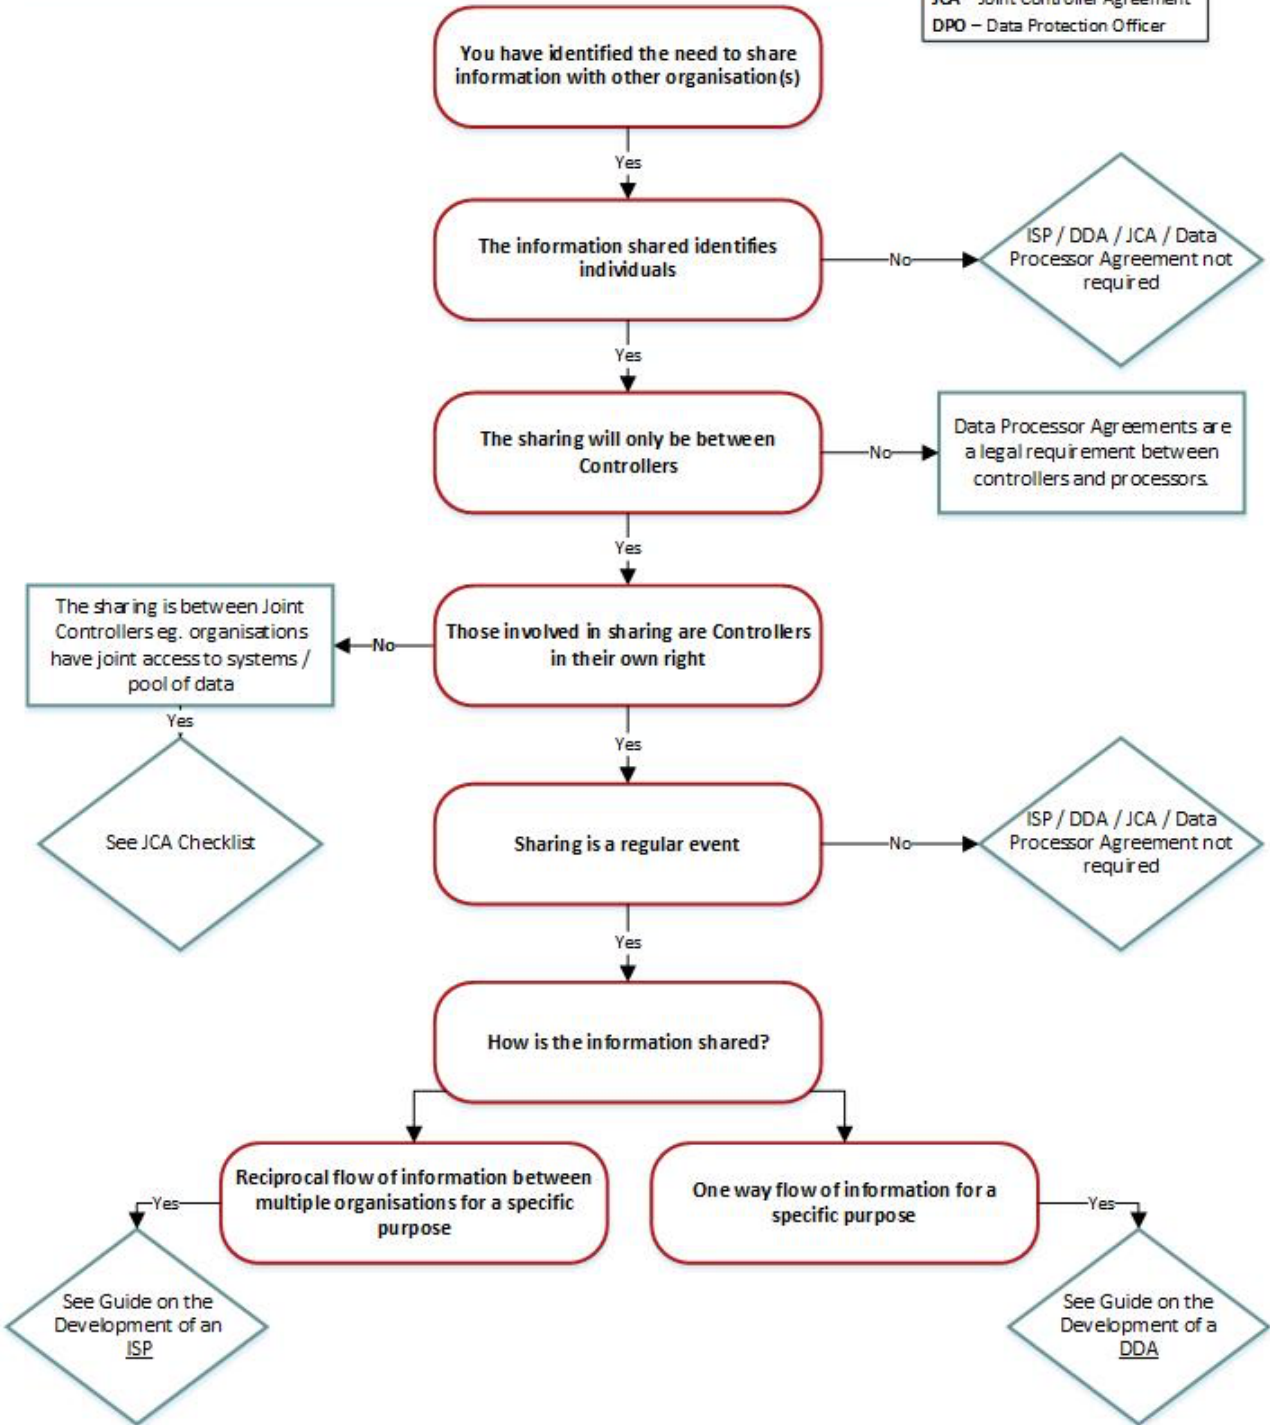 JCA – Joint Controller Agreement
DPO – Data Protection Officer
You have identified the need to share
information with other organisation(s)
Yes
The information shared identifies
individuals
No
ISP / DDA / JCA / Data
Processor Agreement not
required
Yes
The sharing will only be between
Controllers
No
Data Processor Agreements are
a legal requirement between
controllers and processors.
Yes
Those involved in sharing are Controllers
in their own right
No
The sharing is between Joint
Controllers eg. organisations
have joint access to systems /
pool of data
Yes
See JCA Checklist
Yes
Sharing is a regular event
No
ISP / DDA / JCA / Data
Processor Agreement not
required
Yes
How is the information shared?
Reciprocal flow of information between
multiple organisations for a specific
purpose
Yes
See Guide on the
Development of an
ISP
One way flow of information for a
specific purpose
Yes
See Guide on the
Development of a
DDA